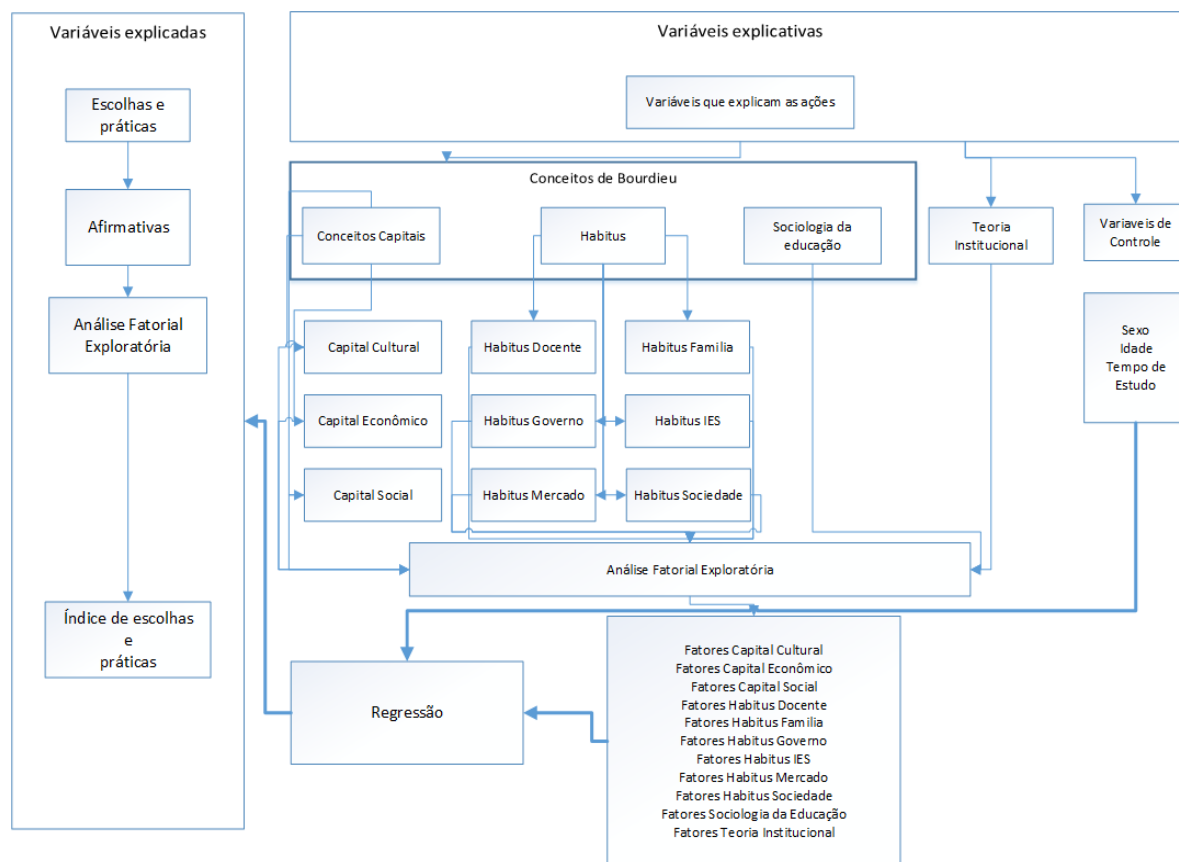 Variáveis explicadas
Escolhas e
práticas
Afirmativas
Análise Fatorial
Exploratória
Índice de escolhas
e
práticas
Variáveis explicativas
Variáveis que explicam as ações
Conceitos de Bourdieu
Conceitos Capitais
Habitus
Sociologia da
educação
Teoria
Institucional
Variaveis de
Controle
Capital Cultural
Habitus Docente
Habitus Familia
Capital Econômico
Habitus Governo
Habitus IES
Capital Social
Habitus Mercado
Habitus Sociedade
Sexo
Idade
Tempo de
Estudo
Análise Fatorial Exploratória
Regressão
Fatores Capital Cultural
Fatores Capital Econômico
Fatores Capital Social
Fatores Habitus Docente
Fatores Habitus Familia
Fatores Habitus Governo
Fatores Habitus IES
Fatores Habitus Mercado
Fatores Habitus Sociedade
Fatores Sociologia da Educação
Fatores Teoria Institucional